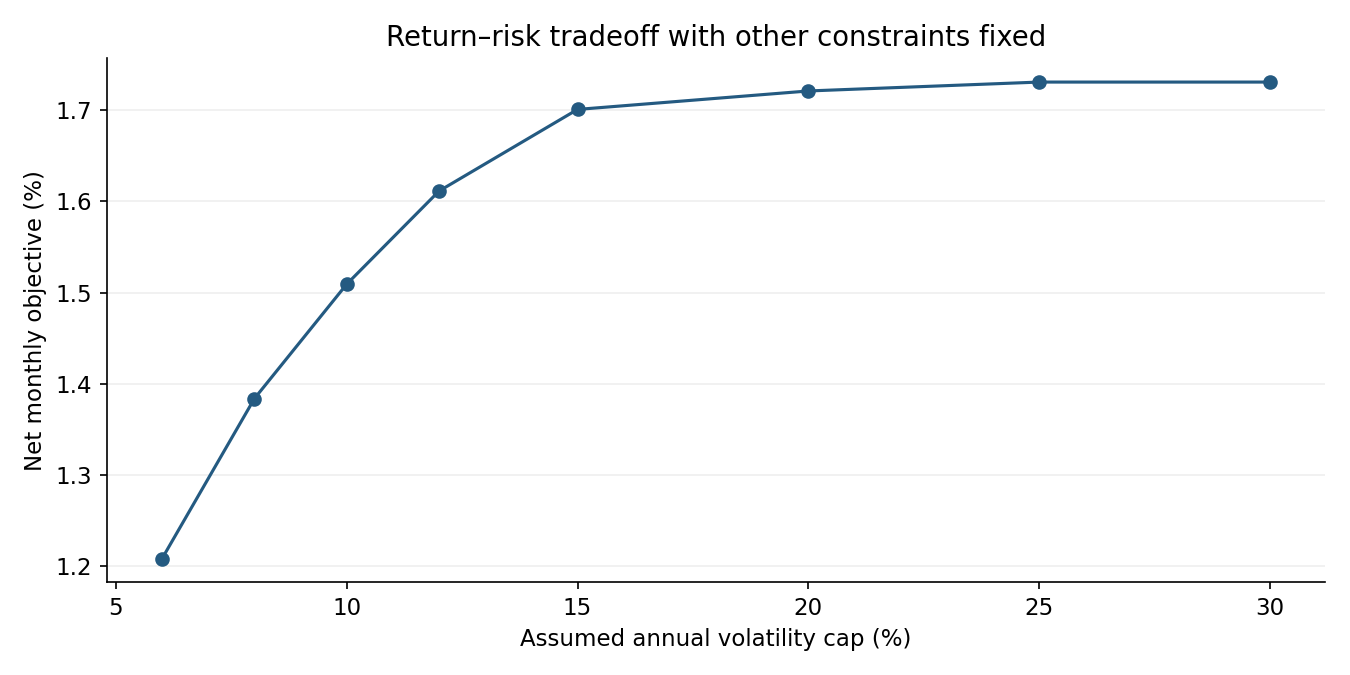 Return–risk tradeoff with other constraints fixed
Net monthly objective (%)
1.7
1.6
1.5
1.4
1.3
1.2
5 10 15 20 25 30
Assumed annual volatility cap (%)